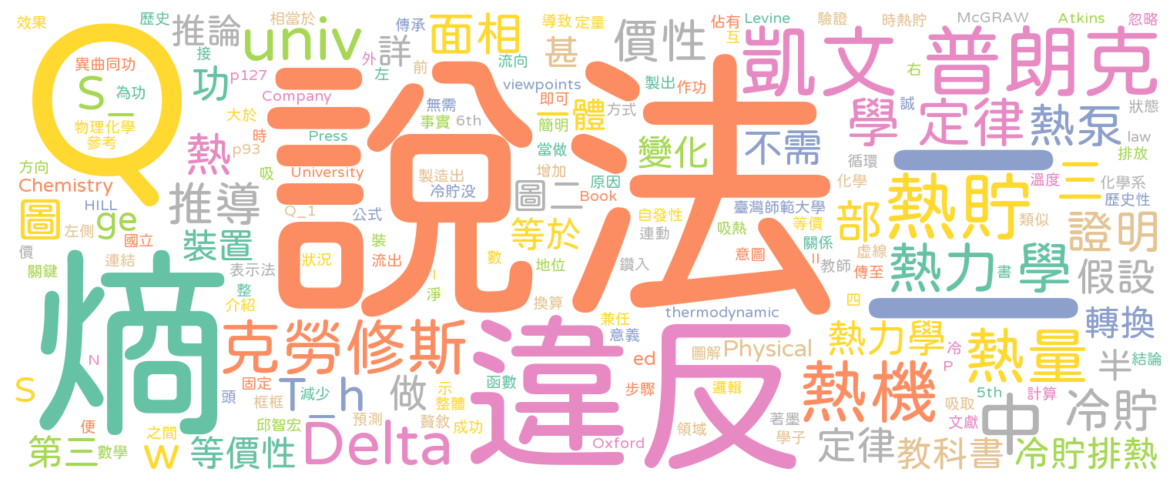 效果
歷史
推論
接
univ
傳承
詳
外
左
面相
前
流向
導致
定量
甚
互
價性
佔有
Levine
驗證
時熱貯
McGRAW
Atkins
忽略
Q
異曲同功
S_
為功
物理化學
參考
功
p127
Company
大於
時
說法
無需
事實
6th
viewpoints
一體
即可
方式
簡明
製出
作功
凱文
普朗克
右
誠
狀態
學
定律
熱泵
law
排放
熱
p93
Press
University
吸
當做
變化
不需
循環
三
方向
Chemistry
HILL
推導
Q_1
公式
製造出
冷貯没
增加
圖二
原因
Book
化學
熱貯
溫度
化學系
歷史性
圖
左側
ge
國立
裝置
等於
自發性
連動
臺灣師範大學
吸熱
等價
關係
部
虛線
類似
證明
價
關鍵
連結
表示法
整
介紹
狀況
裝
流出
!
數
淨
地位
鑽入
意圖
教師
=
傳至
熱力
書
學
假設
熵
克勞修斯
換算
兼任
意義
thermodynamic
四
熱力學
轉換
違反
ed
圖解
Physical
冷
P
熱量
半
結論
S
N
固定
頭
減少
T_h
做
示
整體
函數
步驟
邏輯
熱機
吸取
5th
計算
冷貯
便
框框
邱智宏
預測
贅敘
成功
著墨
文獻
中
第三
數學
之間
w
等價性
Delta
Oxford
領域
學子
定律
教科書
冷貯排熱